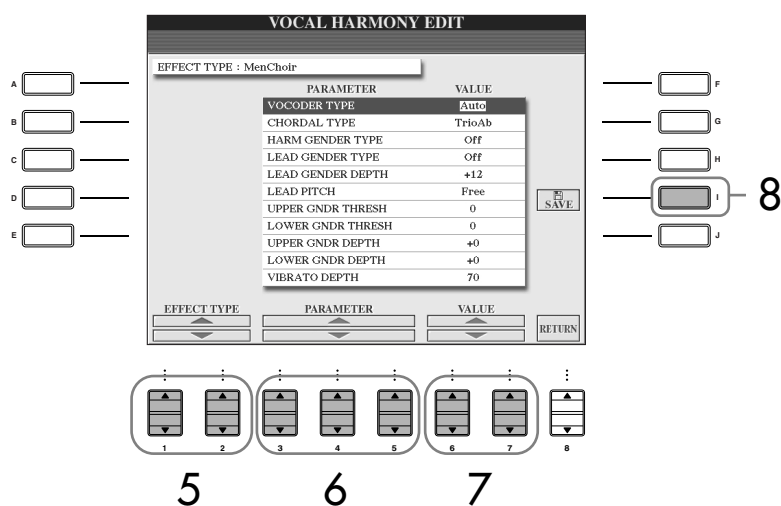 VOCAL HARMONY EDIT
EFFECT TYPE : MenChoir
PARAMETER VALUE
VOCODER TYPE Auto
CHORDAL TYPE TrioAb
HARM GENDER TYPE Off
LEAD GENDER TYPE Off
LEAD GENDER DEPTH +12
LEAD PITCH Free
UPPER GNDR THRESH 0
LOWER GNDR THRESH 0
UPPER GNDR DEPTH +0
LOWER GNDR DEPTH +0
VIBRATO DEPTH 70
A
B
C
D
E
F
G
H
I
J
8
SAVE
EFFECT TYPE PARAMETER VALUE
RETURN
1 2 3 4 5 6 7 8
5 6 7